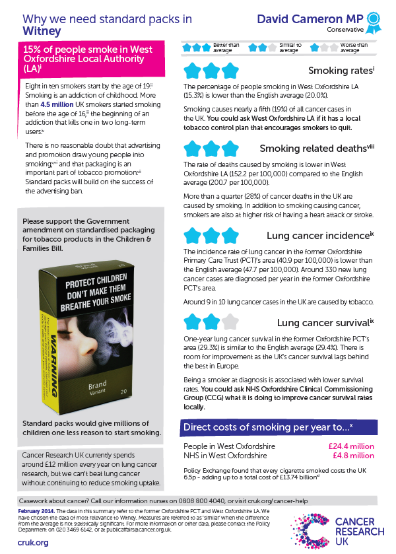 Why we need standard packs in
Witney
David Cameron MP
Conservative
15% of people smoke in West
Oxfordshire Local Authority
(LA)i
Better than
average
Similar to
average
Worse than
average
Eight in ten smokers start by the age of 19.
Smoking is an addiction of childhood. More
than 4.5 million UK smokers started smoking
before the age of 16, the beginning of an
addiction that kills one in two long-term
users.
There is no reasonable doubt that advertising
and promotion draw young people into
smoking and that packaging is an
important part of tobacco promotion.
Standard packs will build on the success of
the advertising ban.
Please support the Government
amendment on standardised packaging
for tobacco products in the Children &
Families Bill.
PROTECT CHILDREN
DON'T MAKE THEM
BREATHE YOUR SMOKE
WARNING
Brand
Variant
20
Standard packs would give millions of
children one less reason to start smoking.
Cancer Research UK currently spends
around £12 million every year on lung cancer
research, but we can't beat lung cancer
without continuing to reduce smoking uptake.
Smoking ratesi
The percentage of people smoking in West Oxfordshire LA
(15.3%) is lower than the English average (20.0%).
Smoking causes nearly a fifth (19%) of all cancer cases in
the UK. You could ask West Oxfordshire LA if it has a local
tobacco control plan that encourages smokers to quit.
Smoking related deathsviii
The rate of deaths caused by smoking is lower in West
Oxfordshire LA (152.2 per 100,000) compared to the English
average (200.7 per 100,000).
More than a quarter (28%) of cancer deaths in the UK are
caused by smoking. In addition to smoking causing cancer,
smokers are also at higher risk of having a heart attack or stroke.
Lung cancer incidenceix
The incidence rate of lung cancer in the former Oxfordshire
Primary Care Trust (PCT)'s area (40.9 per 100,000) is lower than
the English average (47.7 per 100,000). Around 330 new lung
cancer cases are diagnosed per year in the former Oxfordshire
PCT's area.
Around 9 in 10 lung cancer cases in the UK are caused by tobacco.
Lung cancer survivalix
One-year lung cancer survival in the former Oxfordshire PCT's
area (29.3%) is similar to the English average (29.4%). There is
room for improvement as the UK's cancer survival lags behind
the best in Europe.
Being a smoker at diagnosis is associated with lower survival
rates. You could ask NHS Oxfordshire Clinical Commissioning
Group (CCG) what it is doing to improve cancer survival rates
locally.
Direct costs of smoking per year to...x
People in West Oxfordshire £24.4 million
NHS in West Oxfordshire £4.8 million
Policy Exchange found that every cigarette smoked costs the UK
6.5p - adding up to a total cost of £13.74 billion
Casework about cancer? Call our information nurses on 0808 800 4040, or visit cruk.org/cancer-help
February 2014. The data in this summary refer to the former Oxfordshire PCT and West Oxfordshire LA. We
have chosen the data of most relevance to Witney. Measures are referred to as 'similar' when the difference
from the average is not statistically significant. For more information or other data, please contact the Policy
Department on 020 3469 6142, or at publicaffairs@cancer.org.uk.
cruk.org
CANCER
RESEARCH
UK